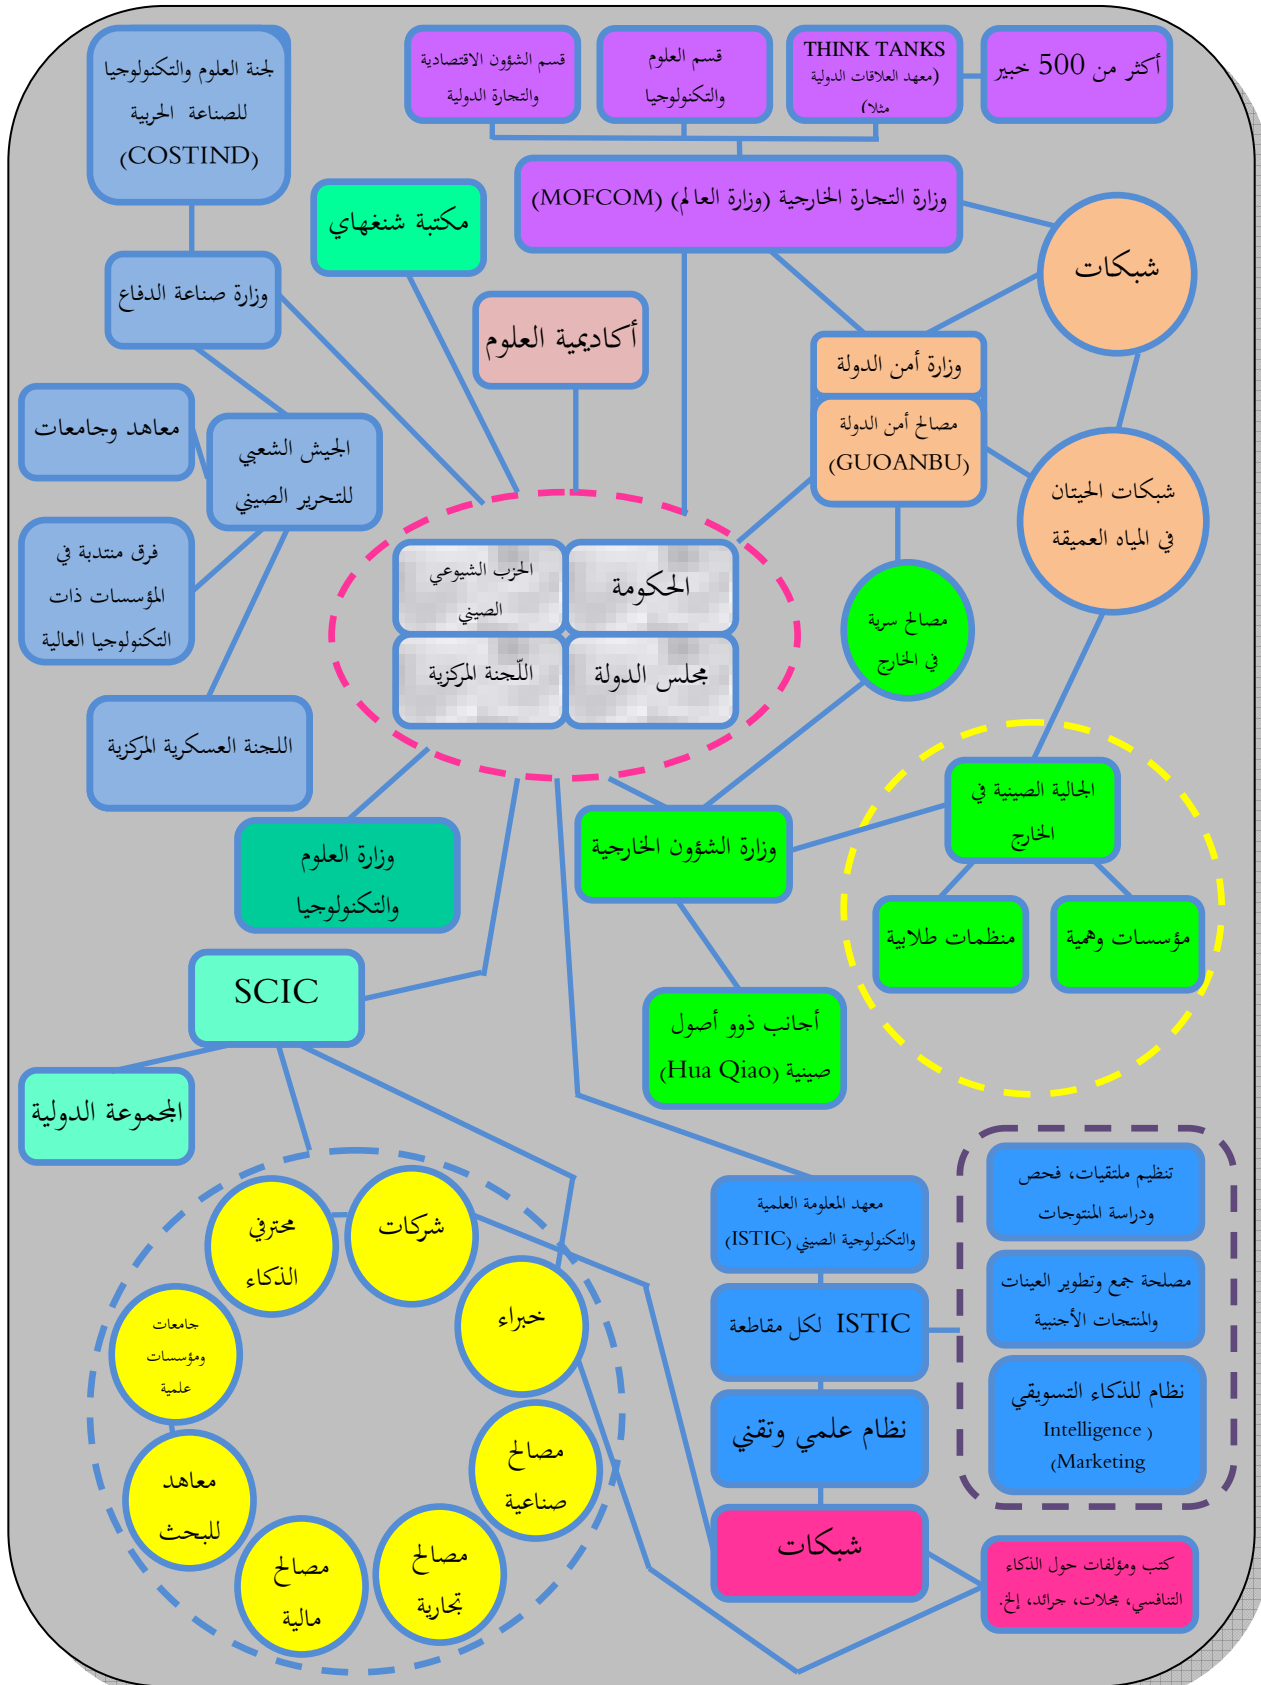 لجنة العلوم والتكنولوجيا
للصناعة الحربية
(COSTIND)
قسم الشؤون الاقتصادية
والتجارة الدولية
قسم العلوم
والتكنولوجيا
THINK TANKS
(معهد العلاقات الدولية
مثلا)
أكثر من 500 خبير
وزارة التجارة الخارجية (وزارة العالم) (MOFCOM)
مكتبة شنغهاي
شبكات
وزارة صناعة الدفاع
أكاديمية العلوم
وزارة أمن الدولة
مصالح أمن الدولة
(GUOANBU)
معاهد وجامعات
الجيش الشعبي
للتحرير الصيني
شبكات الحيتان
في المياه العميقة
فرق منتدبة في
المؤسسات ذات
التكنولوجيا العالية
الحكومة
الحزب الشيوعي
الصيني
مجلس الدولة
اللّجنة المركزية
مصالح سرية
في الخارج
اللجنة العسكرية المركزية
الجالية الصينية في
الخارج
وزارة الشؤون الخارجية
وزارة العلوم
والتكنولوجيا
مؤسسات وهمية
منظمات طلابية
SCIC
أجانب ذوو أصول
صينية (Hua Qiao)
المجموعة الدولية
تنظيم ملتقيات، فحص
ودراسة المنتوجات
معهد المعلومة العلمية
والتكنولوجية الصيني (ISTIC)
شركات
محترفي
الذكاء
مصلحة جمع وتطوير العينات
والمنتجات الأجنبية
ISTIC لكل مقاطعة
خبراء
جامعات
ومؤسسات
علمية
نظام للذكاء التسويقي
( Intelligence
Marketing)
نظام علمي وتقني
مصالح
صناعية
معاهد
للبحث
شبكات
كتب ومؤلفات حول الذكاء
التنافسي، مجلات، جرائد، إلخ.
مصالح
تجارية
مصالح
مالية